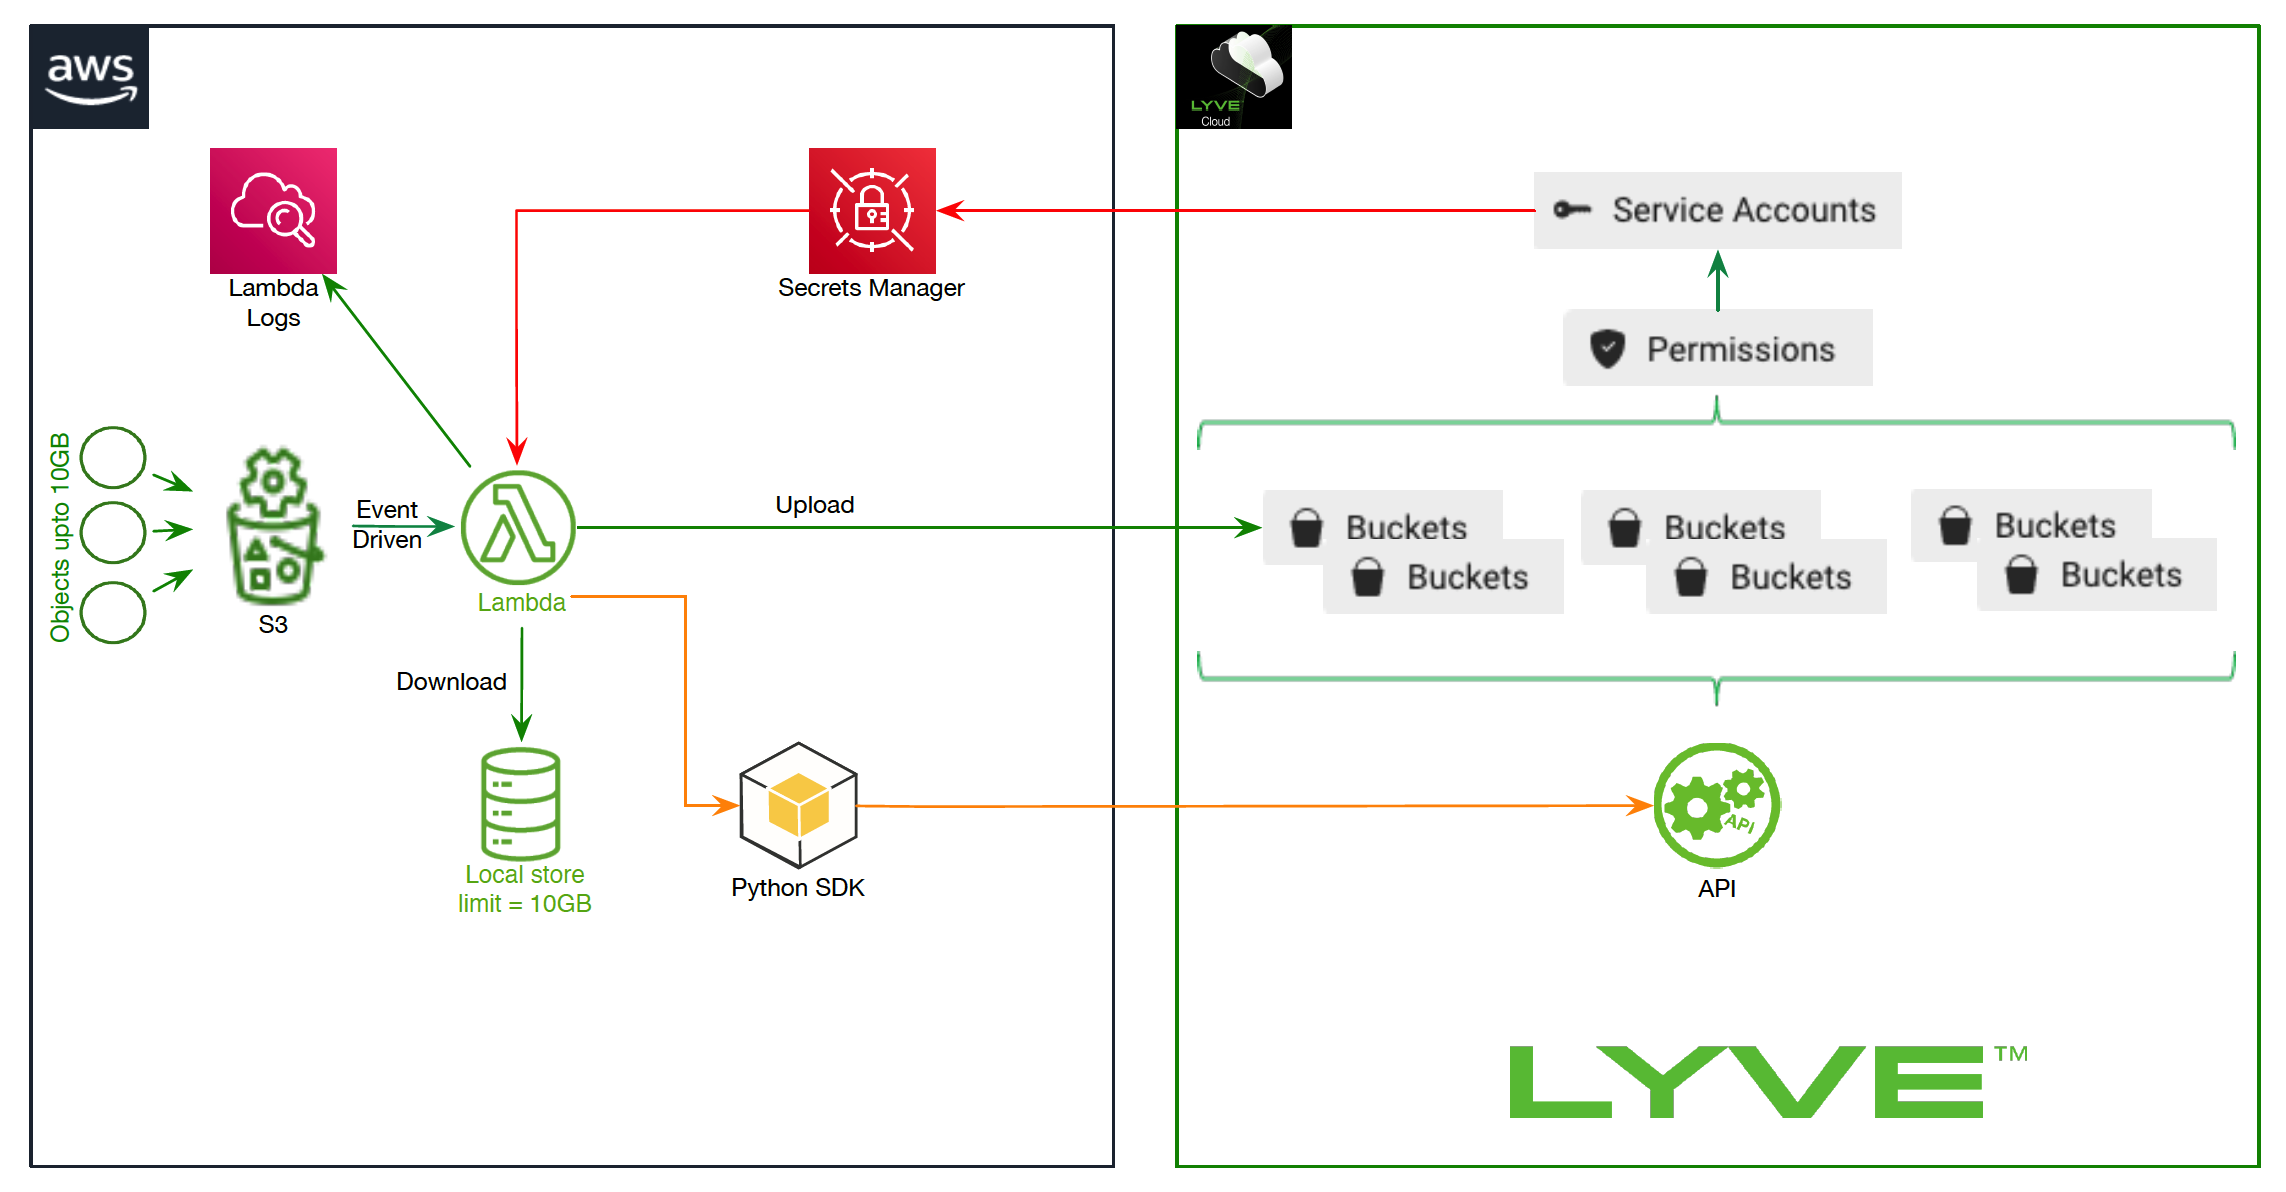 aws
LYVE
Cloud
Service Accounts
Lambda
Logs
Secrets Manager
Permissions
Objects upto 10GB
Event
Driven
S3
Upload
Buckets
Buckets
Buckets
Buckets
Buckets
Buckets
Lambda
Download
Local store
limit = 10GB
Python SDK
API
API
LYVE™